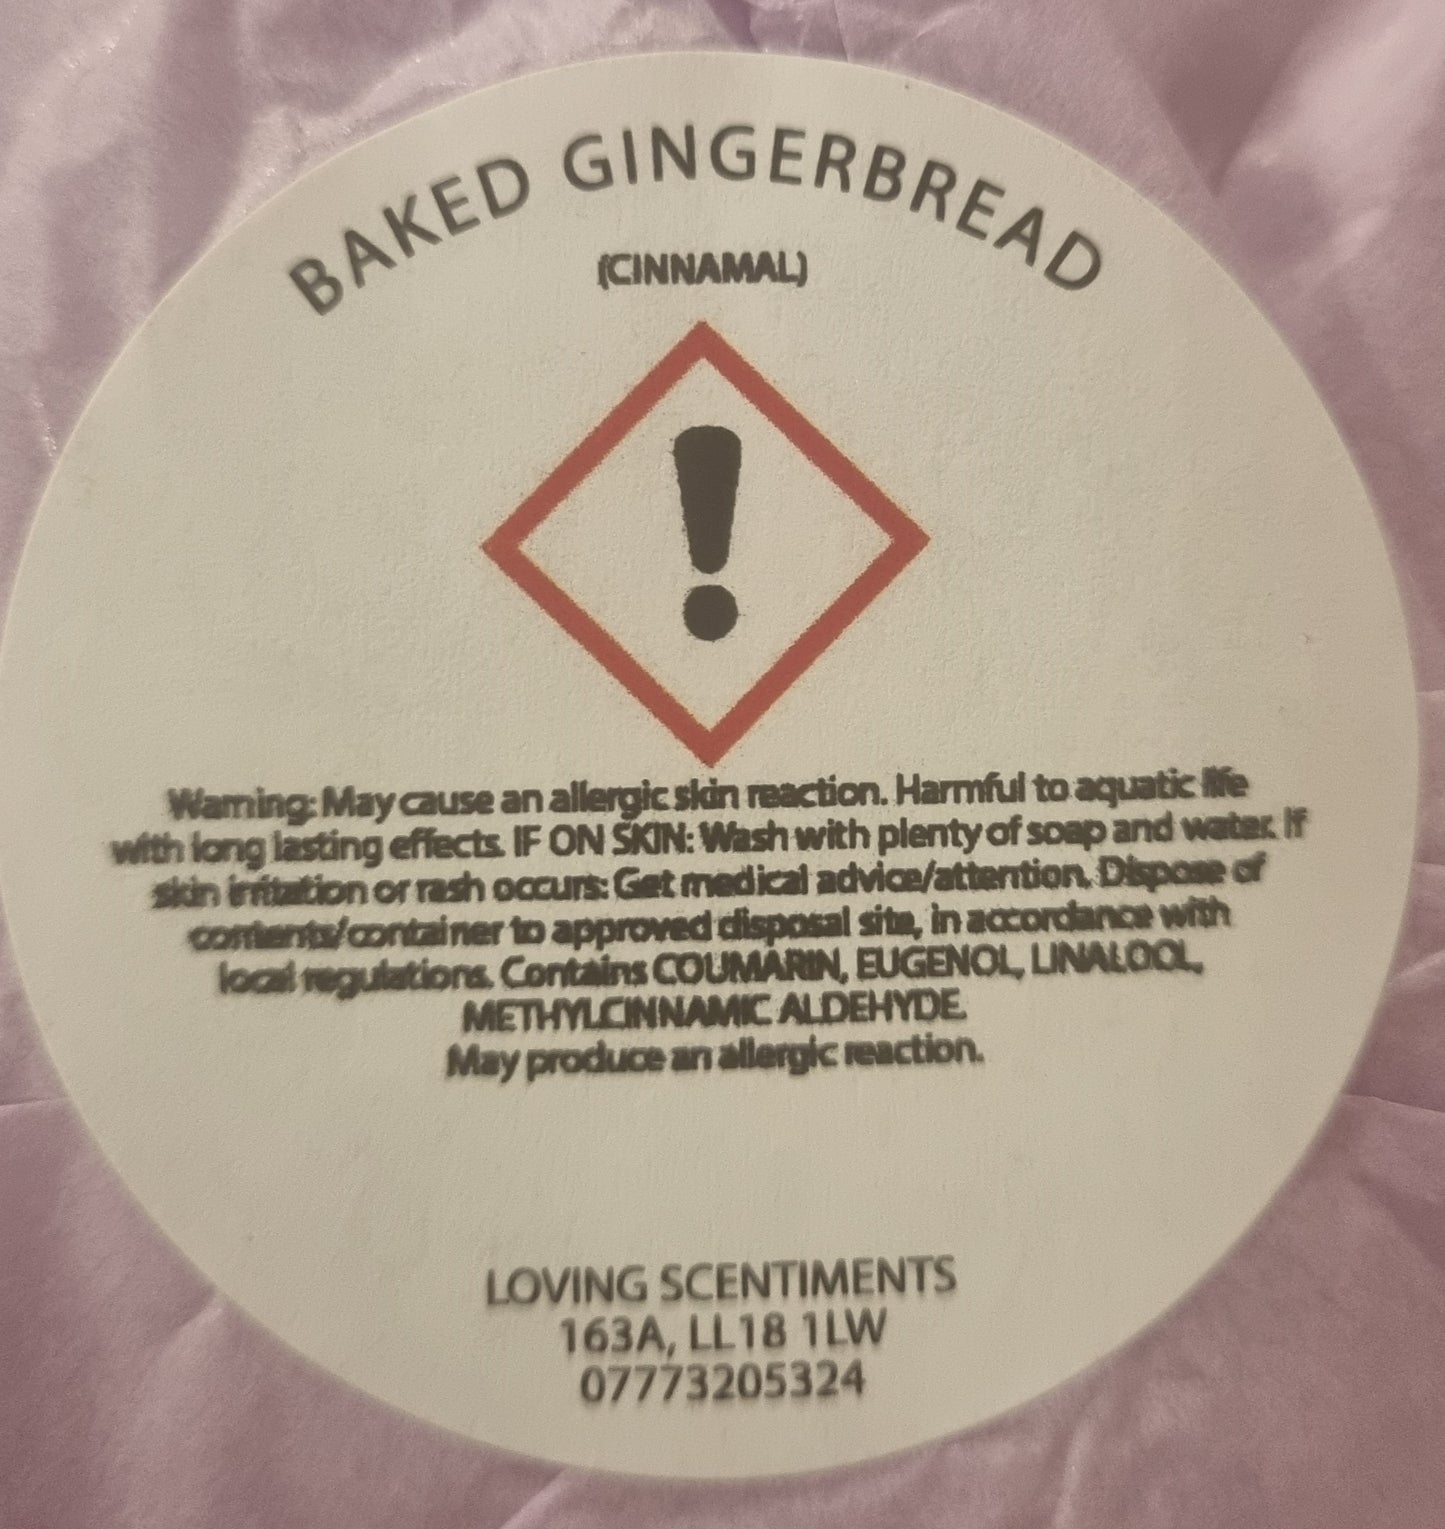 BAKED GINGERBREAD
(CINNAMAL)
Warning: May cause an allergic skin reaction. Harmful to aquatic life
with long lasting effects. IF ON SKIN: Wash with plenty of soap and water. If
skin irritation or rash occurs: Get medical advice/attention. Dispose of
contents/container to approved disposal site, in accordance with
local regulations. Contains COUMARIN, EUGENOL, LINALOOL,
METHYLCINNAMIC ALDEHYDE.
May produce an allergic reaction.
LOVING SCENTIMENTS
163A, LL18 1LW
07773205324